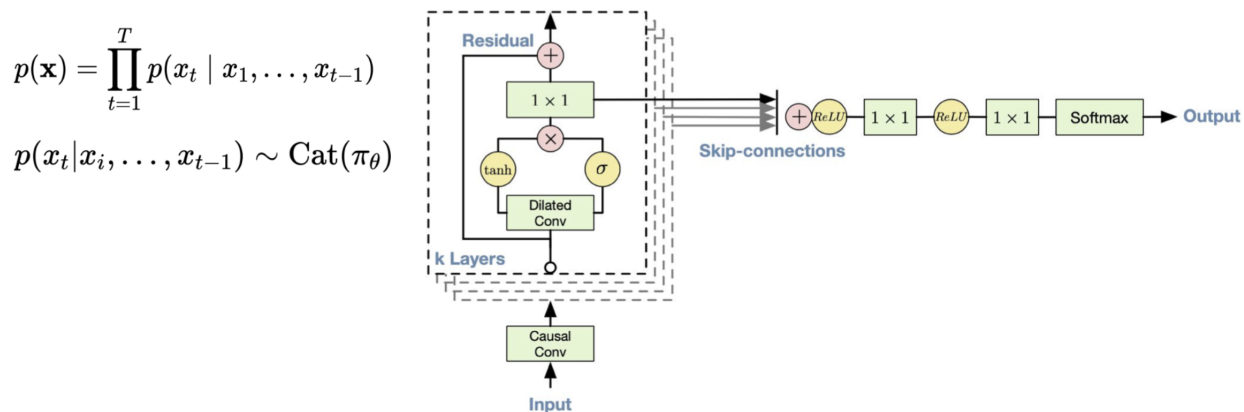 p(𝐱) = ∏_{t=1}^{T} p(x_t | x_1, …, x_{t−1})
p(x_t|x_i, …, x_{t−1}) ∼ Cat(π_θ)
Residual
+
1 × 1
×
tanh
σ
Dilated
Conv
k Layers
Causal
Conv
Input
Skip-connections
+
ReLU
1 × 1
ReLU
1 × 1
Softmax
Output